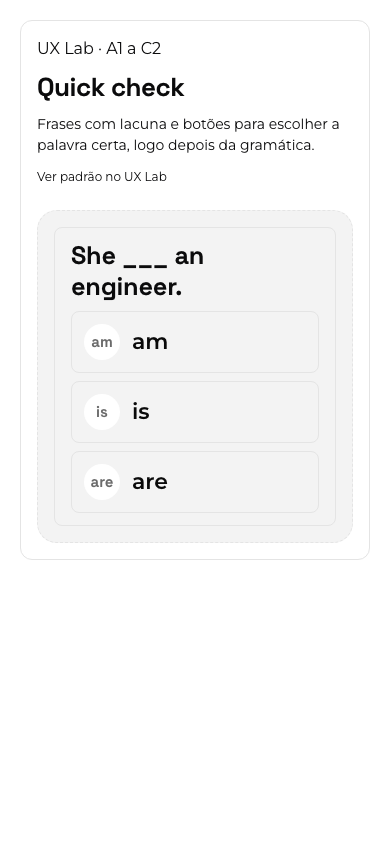 UX Lab · A1 a C2
Quick check
Frases com lacuna e botões para escolher a
palavra certa, logo depois da gramática.
Ver padrão no UX Lab
She ___ an
engineer.
am am
is is
are are